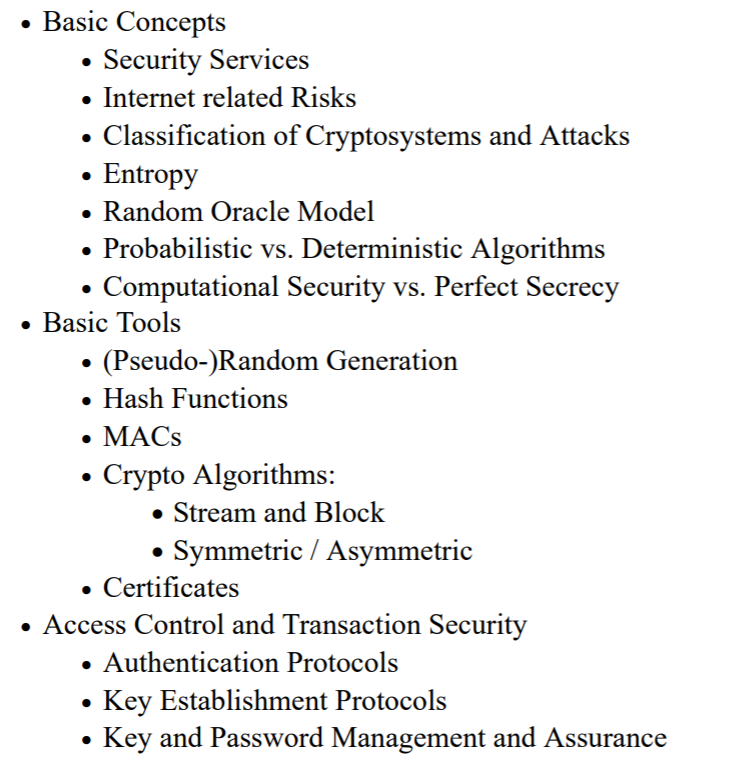 • Basic Concepts
• Security Services
• Internet related Risks
• Classification of Cryptosystems and Attacks
• Entropy
• Random Oracle Model
• Probabilistic vs. Deterministic Algorithms
• Computational Security vs. Perfect Secrecy
• Basic Tools
• (Pseudo-)Random Generation
• Hash Functions
• MACs
• Crypto Algorithms:
• Stream and Block
• Symmetric / Asymmetric
• Certificates
• Access Control and Transaction Security
• Authentication Protocols
• Key Establishment Protocols
• Key and Password Management and Assurance